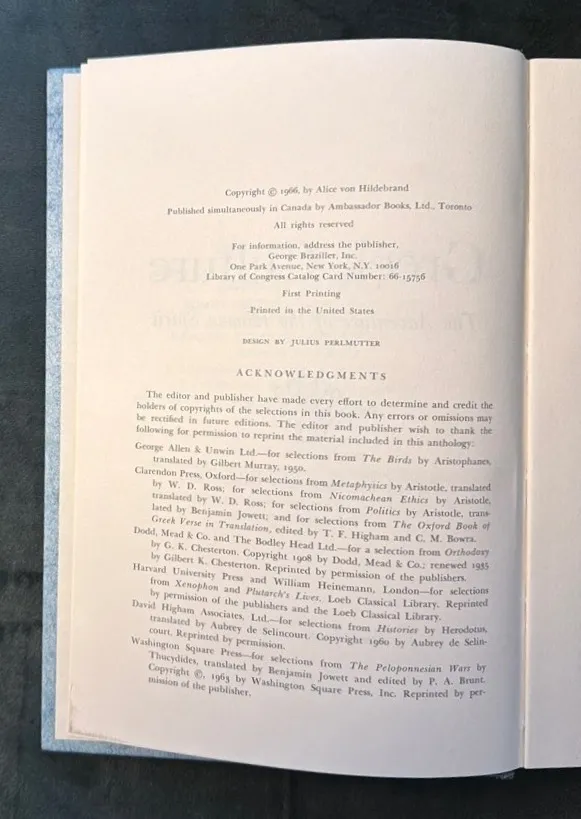 Copyright © 1966, by Alice von Hildebrand
Published simultaneously in Canada by Ambassador Books, Ltd., Toronto
All rights reserved
For information, address the publisher,
George Braziller, Inc.
One Park Avenue, New York, N.Y. 10016
Library of Congress Catalog Card Number: 66-15756
First Printing
Printed in the United States
DESIGN BY JULIUS PERLMUTTER
ACKNOWLEDGMENTS
The editor and publisher have made every effort to determine and credit the
holders of copyrights of the selections in this book. Any errors or omissions may
be rectified in future editions. The editor and publisher wish to thank the
following for permission to reprint the material included in this anthology:
George Allen & Unwin Ltd.—for selections from The Birds by Aristophanes,
translated by Gilbert Murray, 1950.
Clarendon Press, Oxford—for selections from Metaphysics by Aristotle, translated
by W. D. Ross; for selections from Nicomachean Ethics by Aristotle,
translated by W. D. Ross; for selections from Politics by Aristotle, trans-
lated by Benjamin Jowett; and for selections from The Oxford Book of
Greek Verse in Translation, edited by T. F. Higham and C. M. Bowra.
Dodd, Mead & Co. and The Bodley Head Ltd.—for a selection from Orthodoxy
by G. K. Chesterton. Copyright 1908 by Dodd, Mead & Co.; renewed 1935
by Gilbert K. Chesterton. Reprinted by permission of the publishers.
Harvard University Press and William Heinemann, London—for selections
from Xenophon and Plutarch's Lives, Loeb Classical Library. Reprinted
by permission of the publishers and the Loeb Classical Library.
David Higham Associates, Ltd.—for selections from Histories by Herodotus,
translated by Aubrey de Selincourt. Copyright 1960 by Aubrey de Selin-
court. Reprinted by permission.
Washington Square Press—for selections from The Peloponnesian Wars by
Thucydides, translated by Benjamin Jowett and edited by P. A. Brunt.
Copyright ©, 1963 by Washington Square Press, Inc. Reprinted by per-
mission of the publisher.